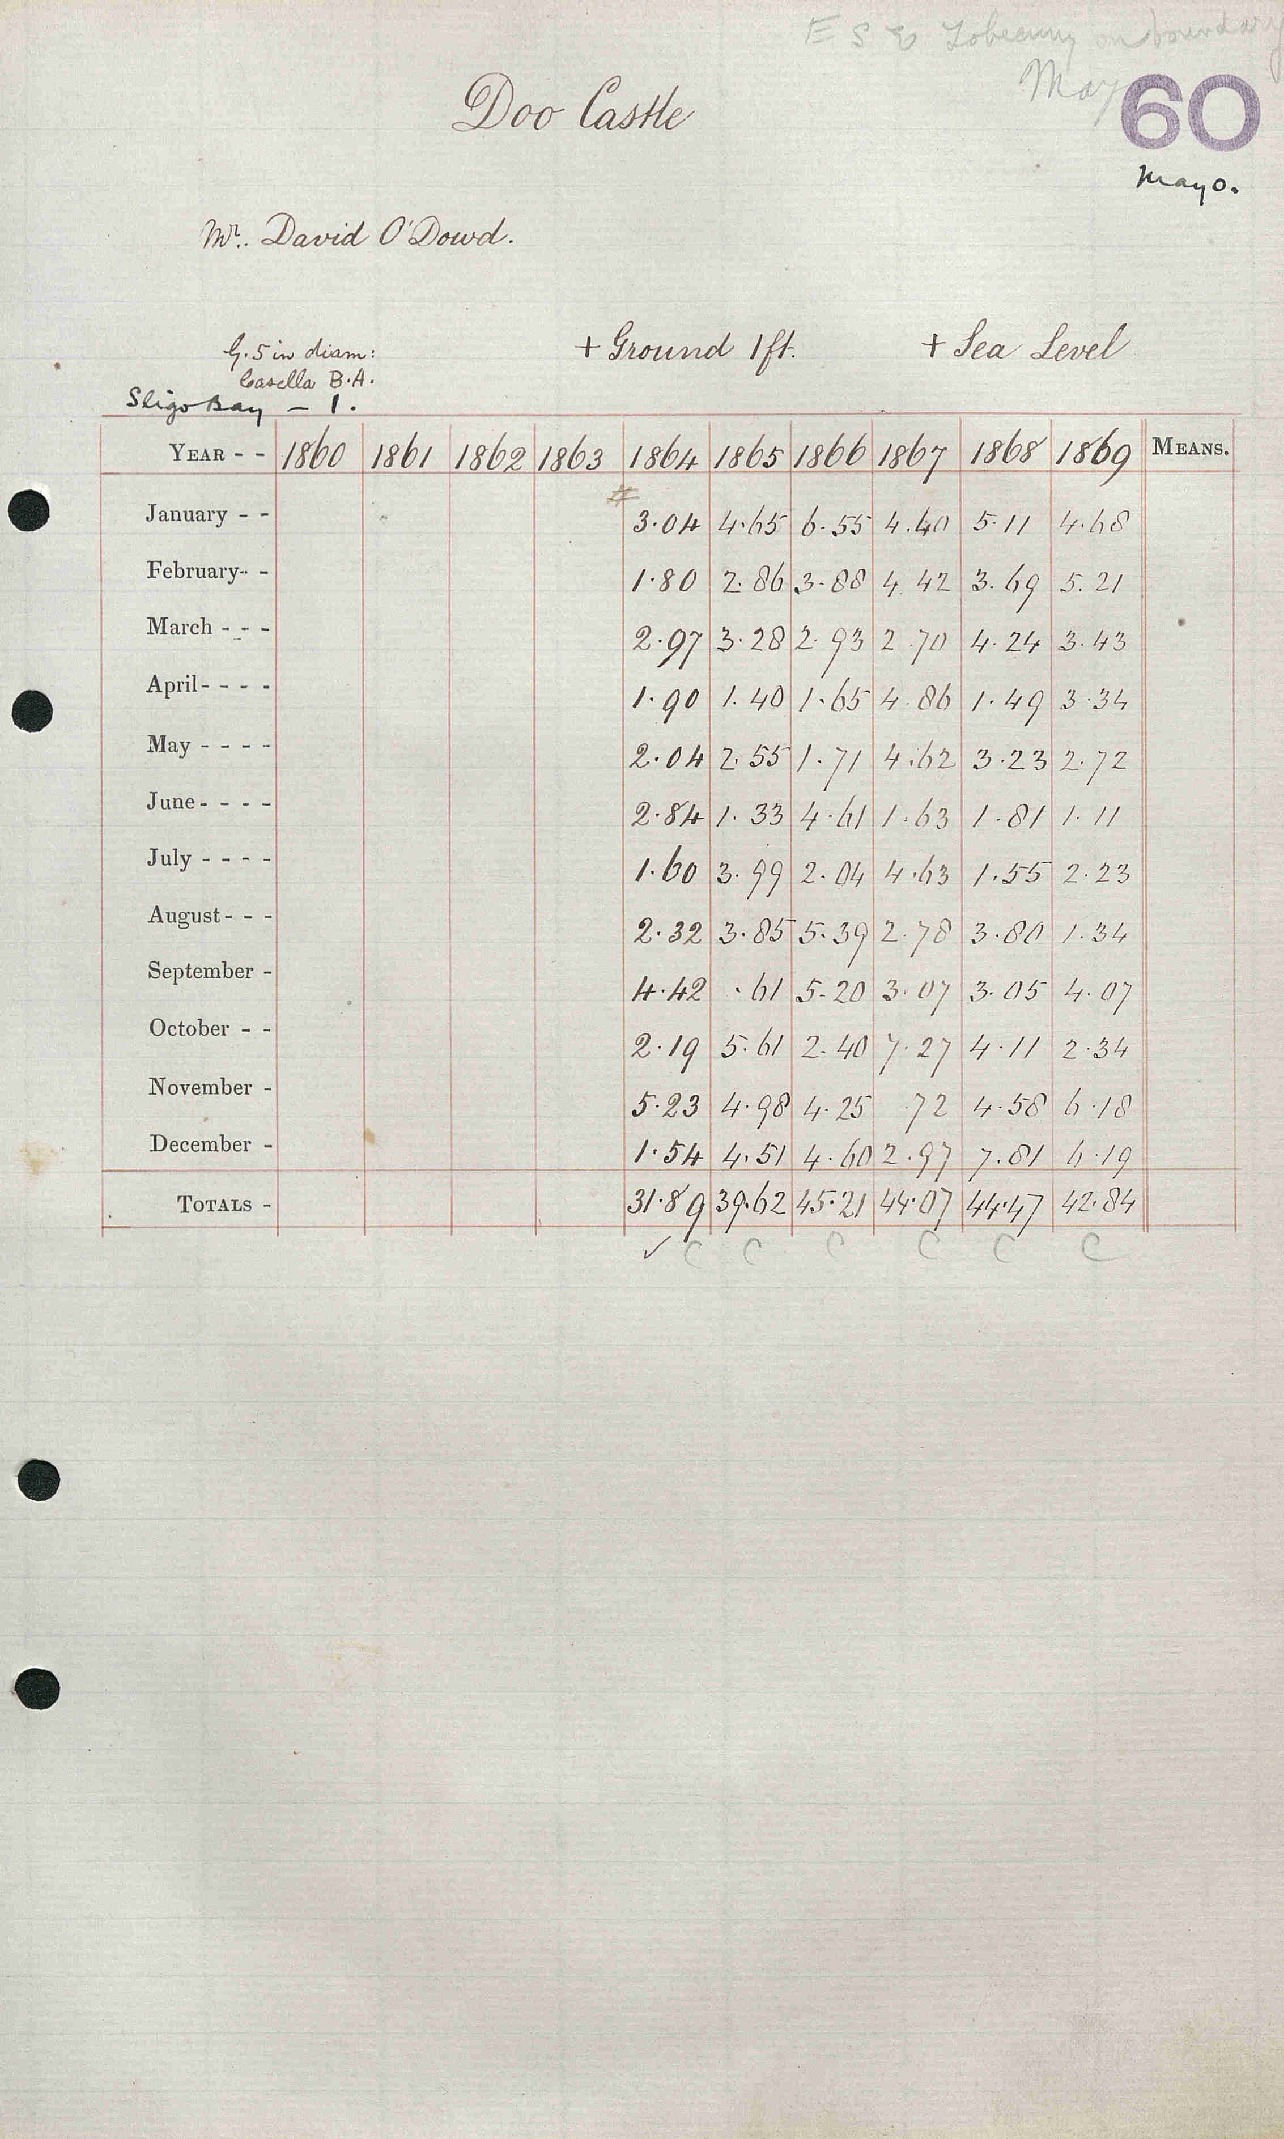 E S E Tobercurry on boundary
Mayo
60
Doo Castle
Mayo.
Mr. David O'Dowd.
G. 5 in diam:
+ Ground 1ft. + Sea Level
Casella B.A.
Sligo Bay - 1.
YEAR - - 1860 1861 1862 1863 1864 1865 1866 1867 1868 1869 MEANS.
#
January - - 3.04 4.65 6.55 4.40 5.11 4.68
February- - 1.80 2.86 3.88 4.42 3.69 5.21
March - - - 2.97 3.28 2.93 2.70 4.24 3.43
April- - - - 1.90 1.40 1.65 4.86 1.49 3.34
May - - - - 2.04 2.55 1.71 4.62 3.23 2.72
June- - - - 2.84 1.33 4.61 1.63 1.81 1.11
July - - - - 1.60 3.99 2.04 4.63 1.55 2.23
August- - - 2.32 3.85 5.39 2.78 3.80 1.34
September - 4.42 .61 5.20 3.07 3.05 4.07
October - - 2.19 5.61 2.40 7.27 4.11 2.34
November - 5.23 4.98 4.25 .72 4.58 6.18
December - 1.54 4.51 4.60 2.97 7.81 6.19
TOTALS - 31.89 39.62 45.21 44.07 44.47 42.84
✓ C C C C C C